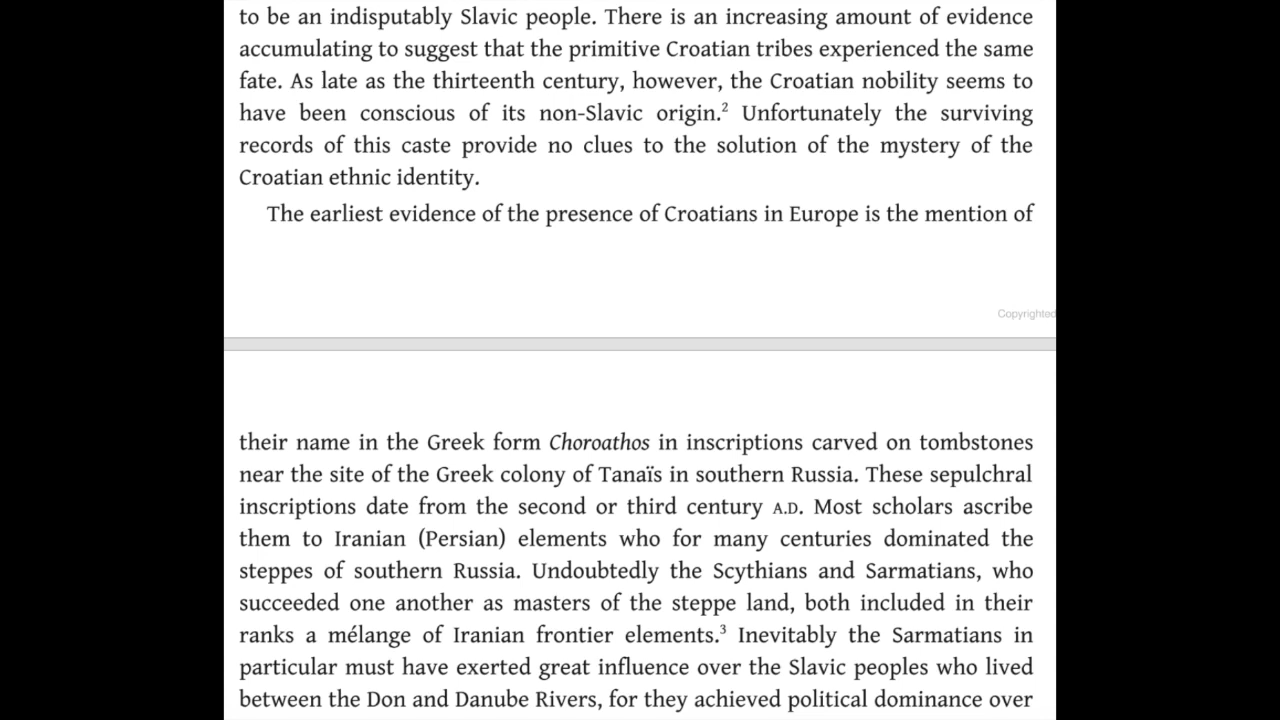 to be an indisputably Slavic people. There is an increasing amount of evidence
accumulating to suggest that the primitive Croatian tribes experienced the same
fate. As late as the thirteenth century, however, the Croatian nobility seems to
have been conscious of its non-Slavic origin.² Unfortunately the surviving
records of this caste provide no clues to the solution of the mystery of the
Croatian ethnic identity.
The earliest evidence of the presence of Croatians in Europe is the mention of
Copyrighted
their name in the Greek form Choroathos in inscriptions carved on tombstones
near the site of the Greek colony of Tanaïs in southern Russia. These sepulchral
inscriptions date from the second or third century A.D. Most scholars ascribe
them to Iranian (Persian) elements who for many centuries dominated the
steppes of southern Russia. Undoubtedly the Scythians and Sarmatians, who
succeeded one another as masters of the steppe land, both included in their
ranks a mélange of Iranian frontier elements.³ Inevitably the Sarmatians in
particular must have exerted great influence over the Slavic peoples who lived
between the Don and Danube Rivers, for they achieved political dominance over